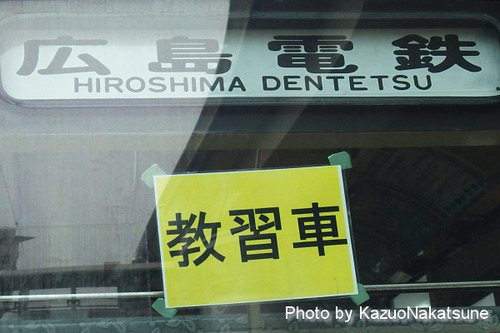 広島電鉄
HIROSHIMA DENTETSU
教習車
Photo by KazuoNakatsune